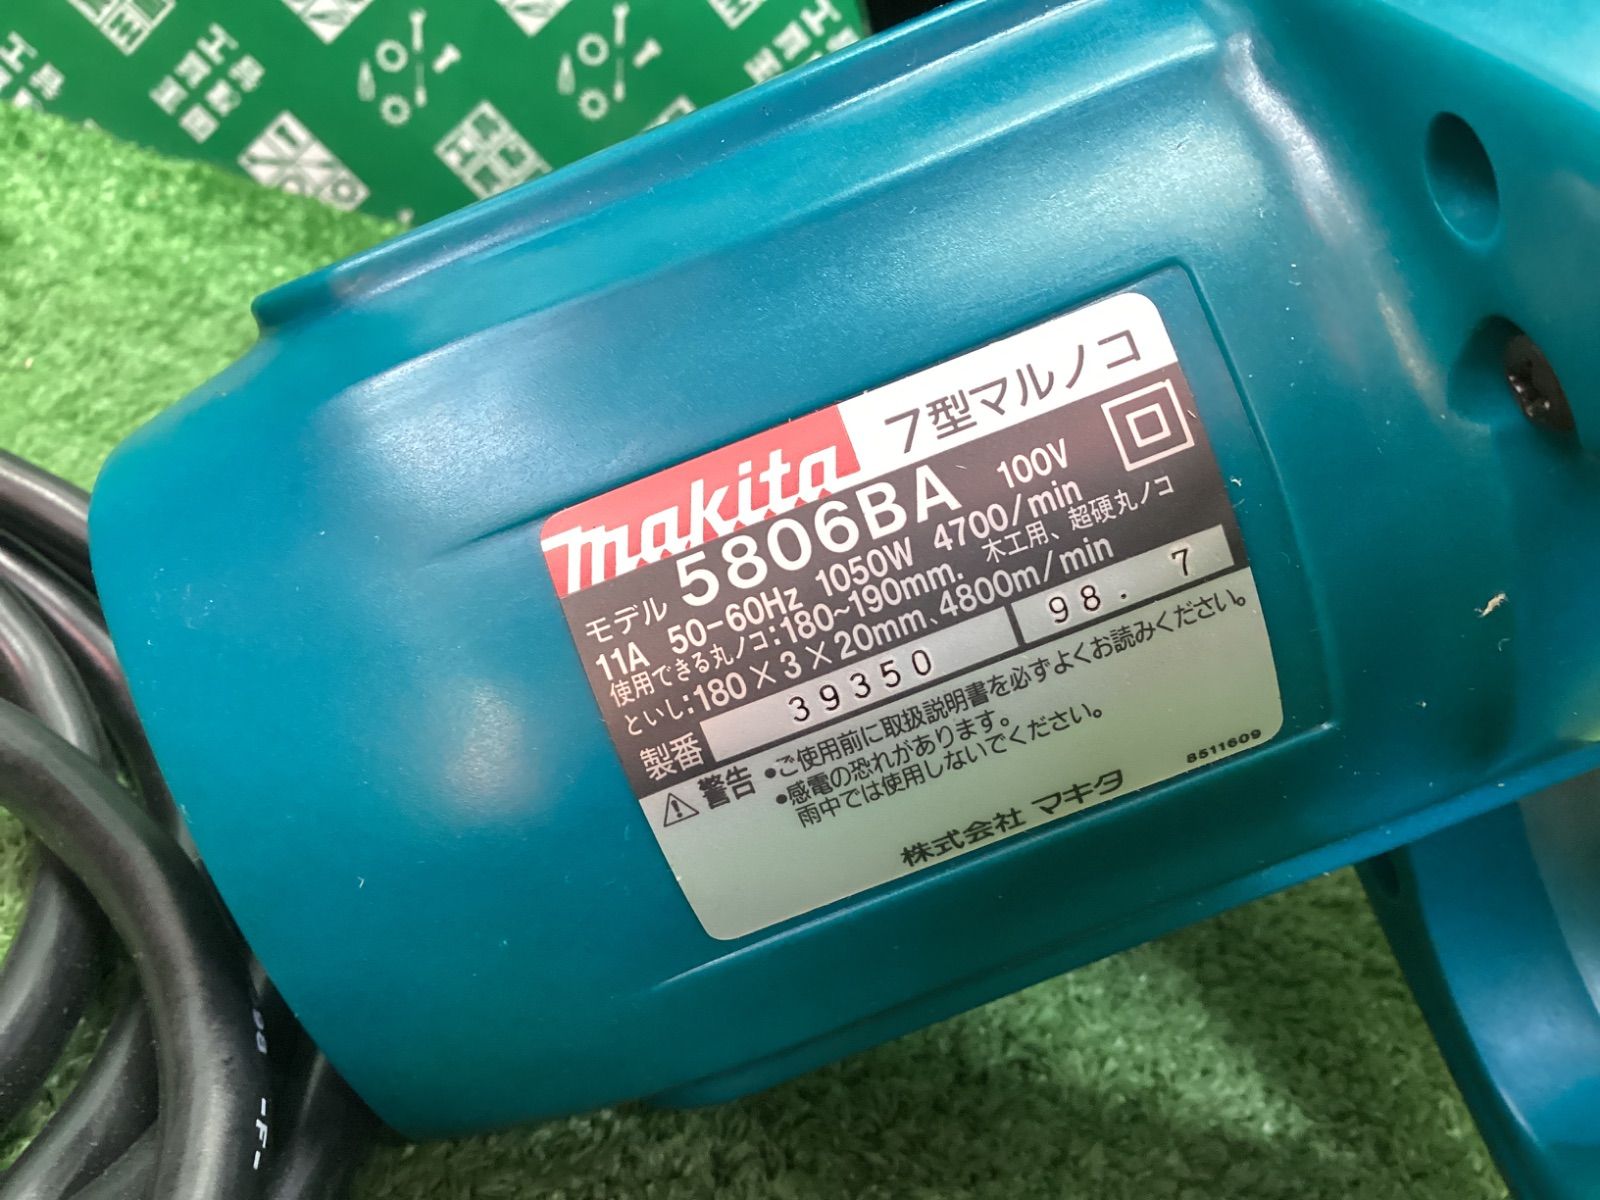 makita 7型マルノコ
モデル 5806BA 100V
11A 50-60Hz 1050W 4700/min
使用できる丸ノコ:180~190mm. 木工用、超硬丸ノコ
といし:180×3×20mm、4800m/min
製番 39350 98. 7
警告 •ご使用前に取扱説明書を必ずよくお読みください。
•感電の恐れがあります。
雨中では使用しないでください。
株式会社 マキタ 8511609
-F-